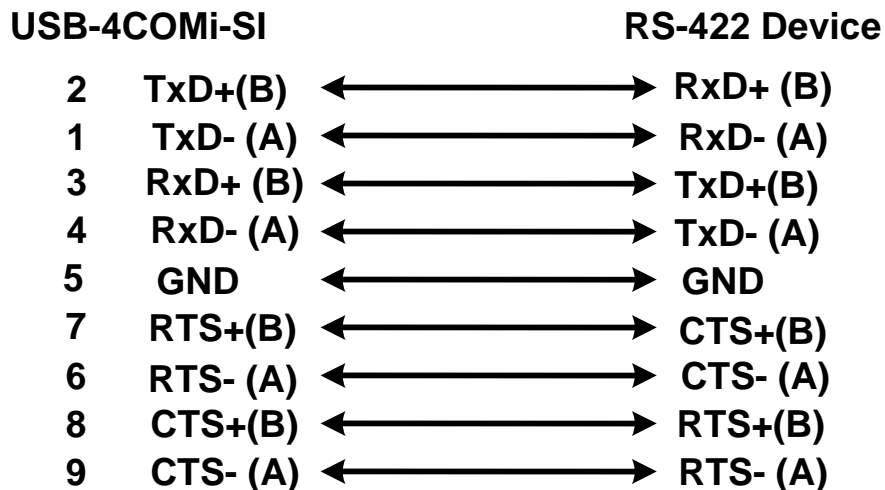 USB-4COMi-SI RS-422 Device
2 TxD+(B) RxD+ (B)
1 TxD- (A) RxD- (A)
3 RxD+ (B) TxD+(B)
4 RxD- (A) TxD- (A)
5 GND GND
7 RTS+(B) CTS+(B)
6 RTS- (A) CTS- (A)
8 CTS+(B) RTS+(B)
9 CTS- (A) RTS- (A)